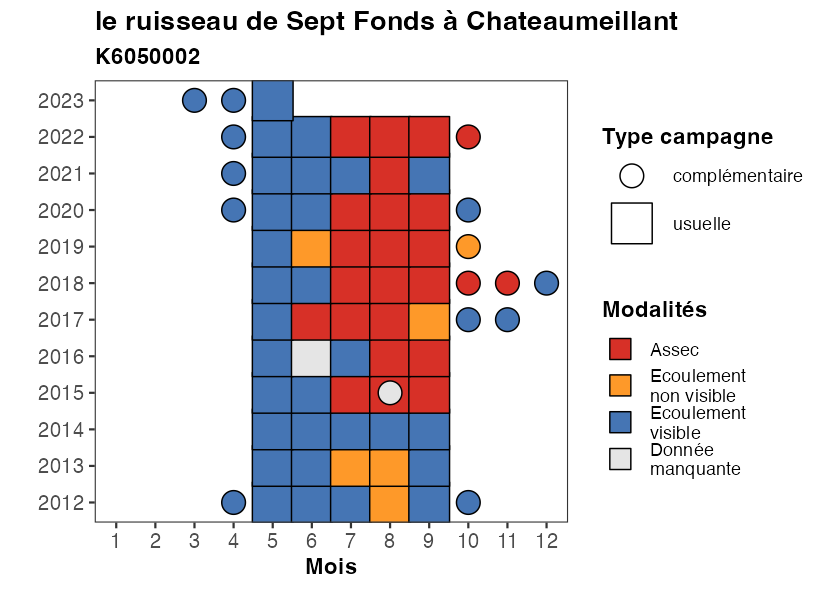 le ruisseau de Sept Fonds à Chateaumeillant
K6050002
2023
2022
2021
2020
2019
2018
2017
2016
2015
2014
2013
2012
1 2 3 4 5 6 7 8 9 10 11 12
Mois
Type campagne
complémentaire
usuelle
Modalités
Assec
Ecoulement
non visible
Ecoulement
visible
Donnée
manquante